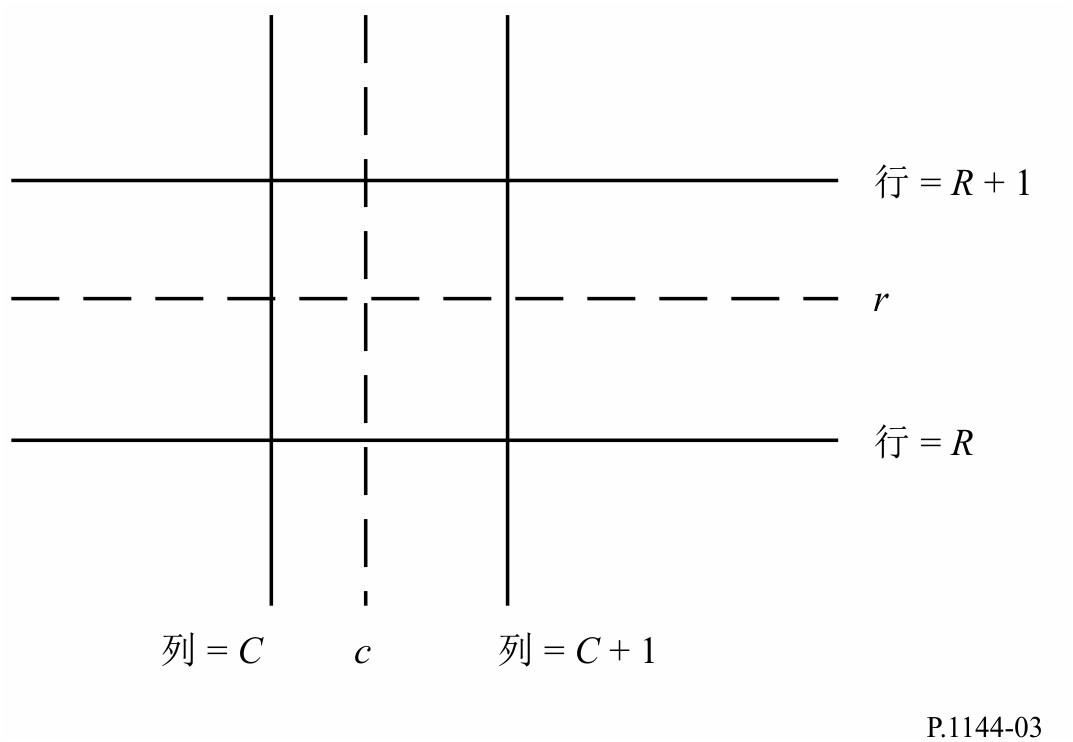 行 = R + 1
r
行 = R
列 = C
c
列 = C + 1
P.1144-03